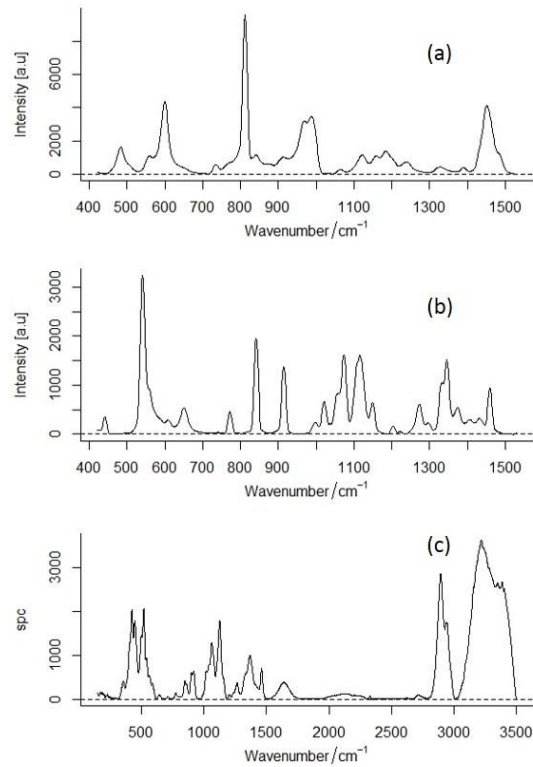 (a)
Intensity [a.u]
0 2000 6000
400 500 600 700 800 900 1100 1300 1500
Wavenumber /cm⁻¹
(b)
Intensity [a.u]
0 1000 2000 3000
400 500 600 700 800 900 1100 1300 1500
Wavenumber /cm⁻¹
(c)
spc
0 1000 3000
500 1000 1500 2000 2500 3000 3500
Wavenumber /cm⁻¹